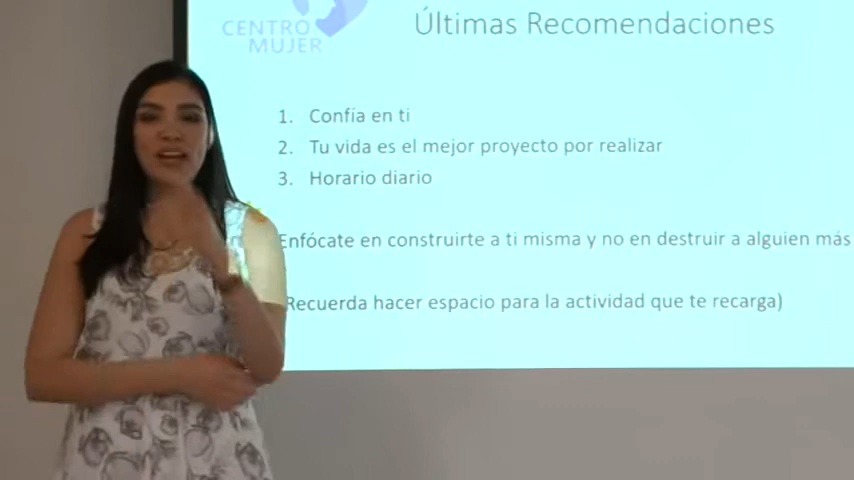 CENTRO
MUJER
Últimas Recomendaciones
1. Confía en ti
2. Tu vida es el mejor proyecto por realizar
3. Horario diario
Enfócate en construirte a ti misma y no en destruir a alguien más
(Recuerda hacer espacio para la actividad que te recarga)